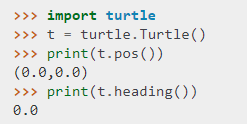 >>> import turtle
>>> t = turtle.Turtle()
>>> print(t.pos())
(0.0,0.0)
>>> print(t.heading())
0.0